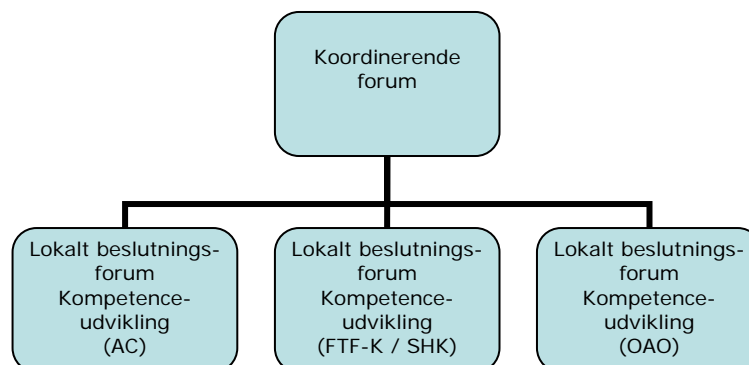 Koordinerende
forum
Lokalt beslutnings-
forum
Kompetence-
udvikling
(AC)
Lokalt beslutnings-
forum
Kompetence-
udvikling
(FTF-K / SHK)
Lokalt beslutnings-
forum
Kompetence-
udvikling
(OAO)